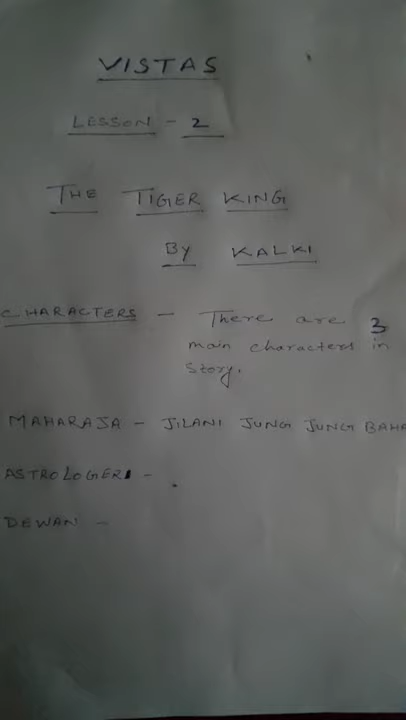 VISTAS
LESSON - 2
THE TIGER KING
BY KALKI
CHARACTERS - There are 3
main characters in
story.
MAHARAJA - JILANI JUNG JUNG BAHA
ASTROLOGER -
DEWAN -